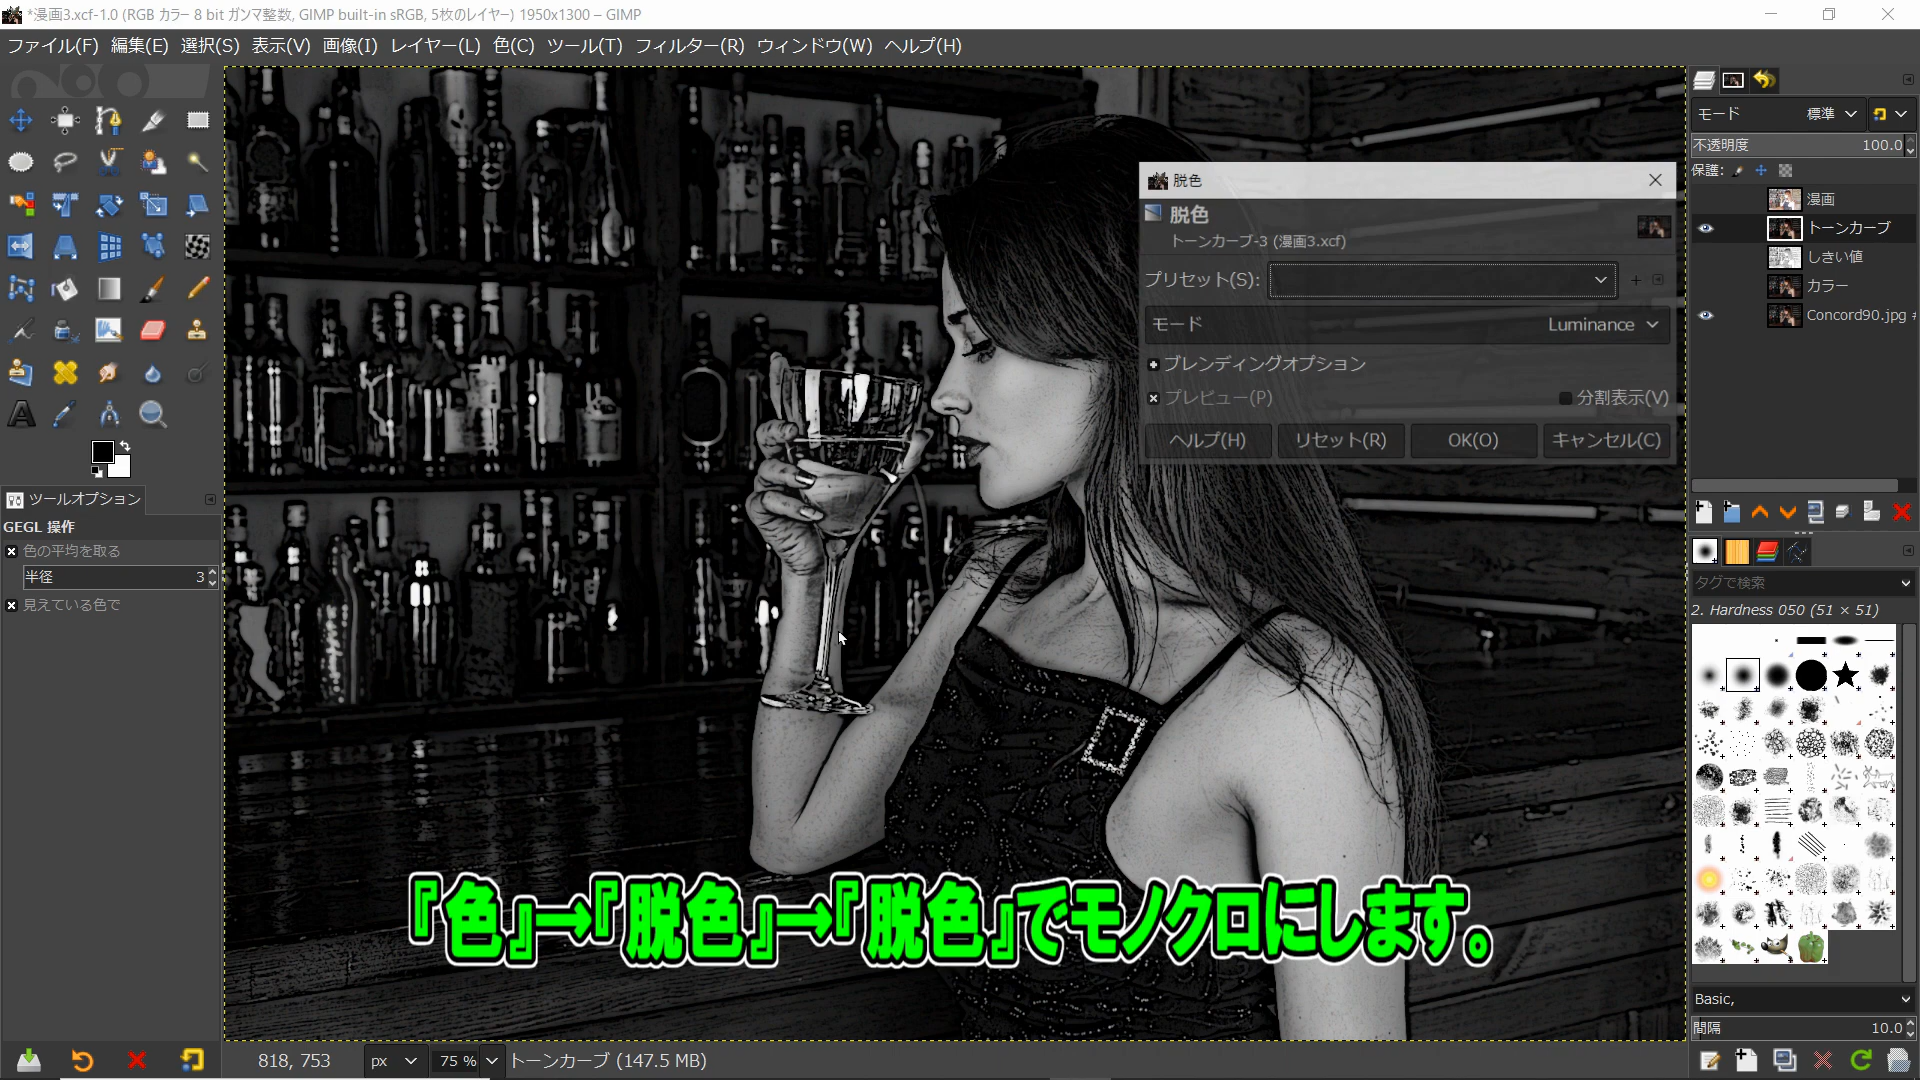 *漫画3.xcf-1.0 (RGB カラー 8 bit ガンマ整数, GIMP built-in sRGB, 5枚のレイヤー) 1950x1300 – GIMP
ファイル(F) 編集(E) 選択(S) 表示(V) 画像(I) レイヤー(L) 色(C) ツール(T) フィルター(R) ウィンドウ(W) ヘルプ(H)
ツールオプション
GEGL 操作
色の平均を取る
半径 3
見えている色で
脱色
脱色
トーンカーブ-3 (漫画3.xcf)
プリセット(S):
モード Luminance
ブレンディングオプション
プレビュー(P) 分割表示(V)
ヘルプ(H) リセット(R) OK(O) キャンセル(C)
『色』→『脱色』→『脱色』でモノクロにします。
モード 標準
不透明度 100.0
保護:
漫画
トーンカーブ
しきい値
カラー
Concord90.jpg
タグで検索
2. Hardness 050 (51 × 51)
Basic,
間隔 10.0
818, 753 px 75 % トーンカーブ (147.5 MB)